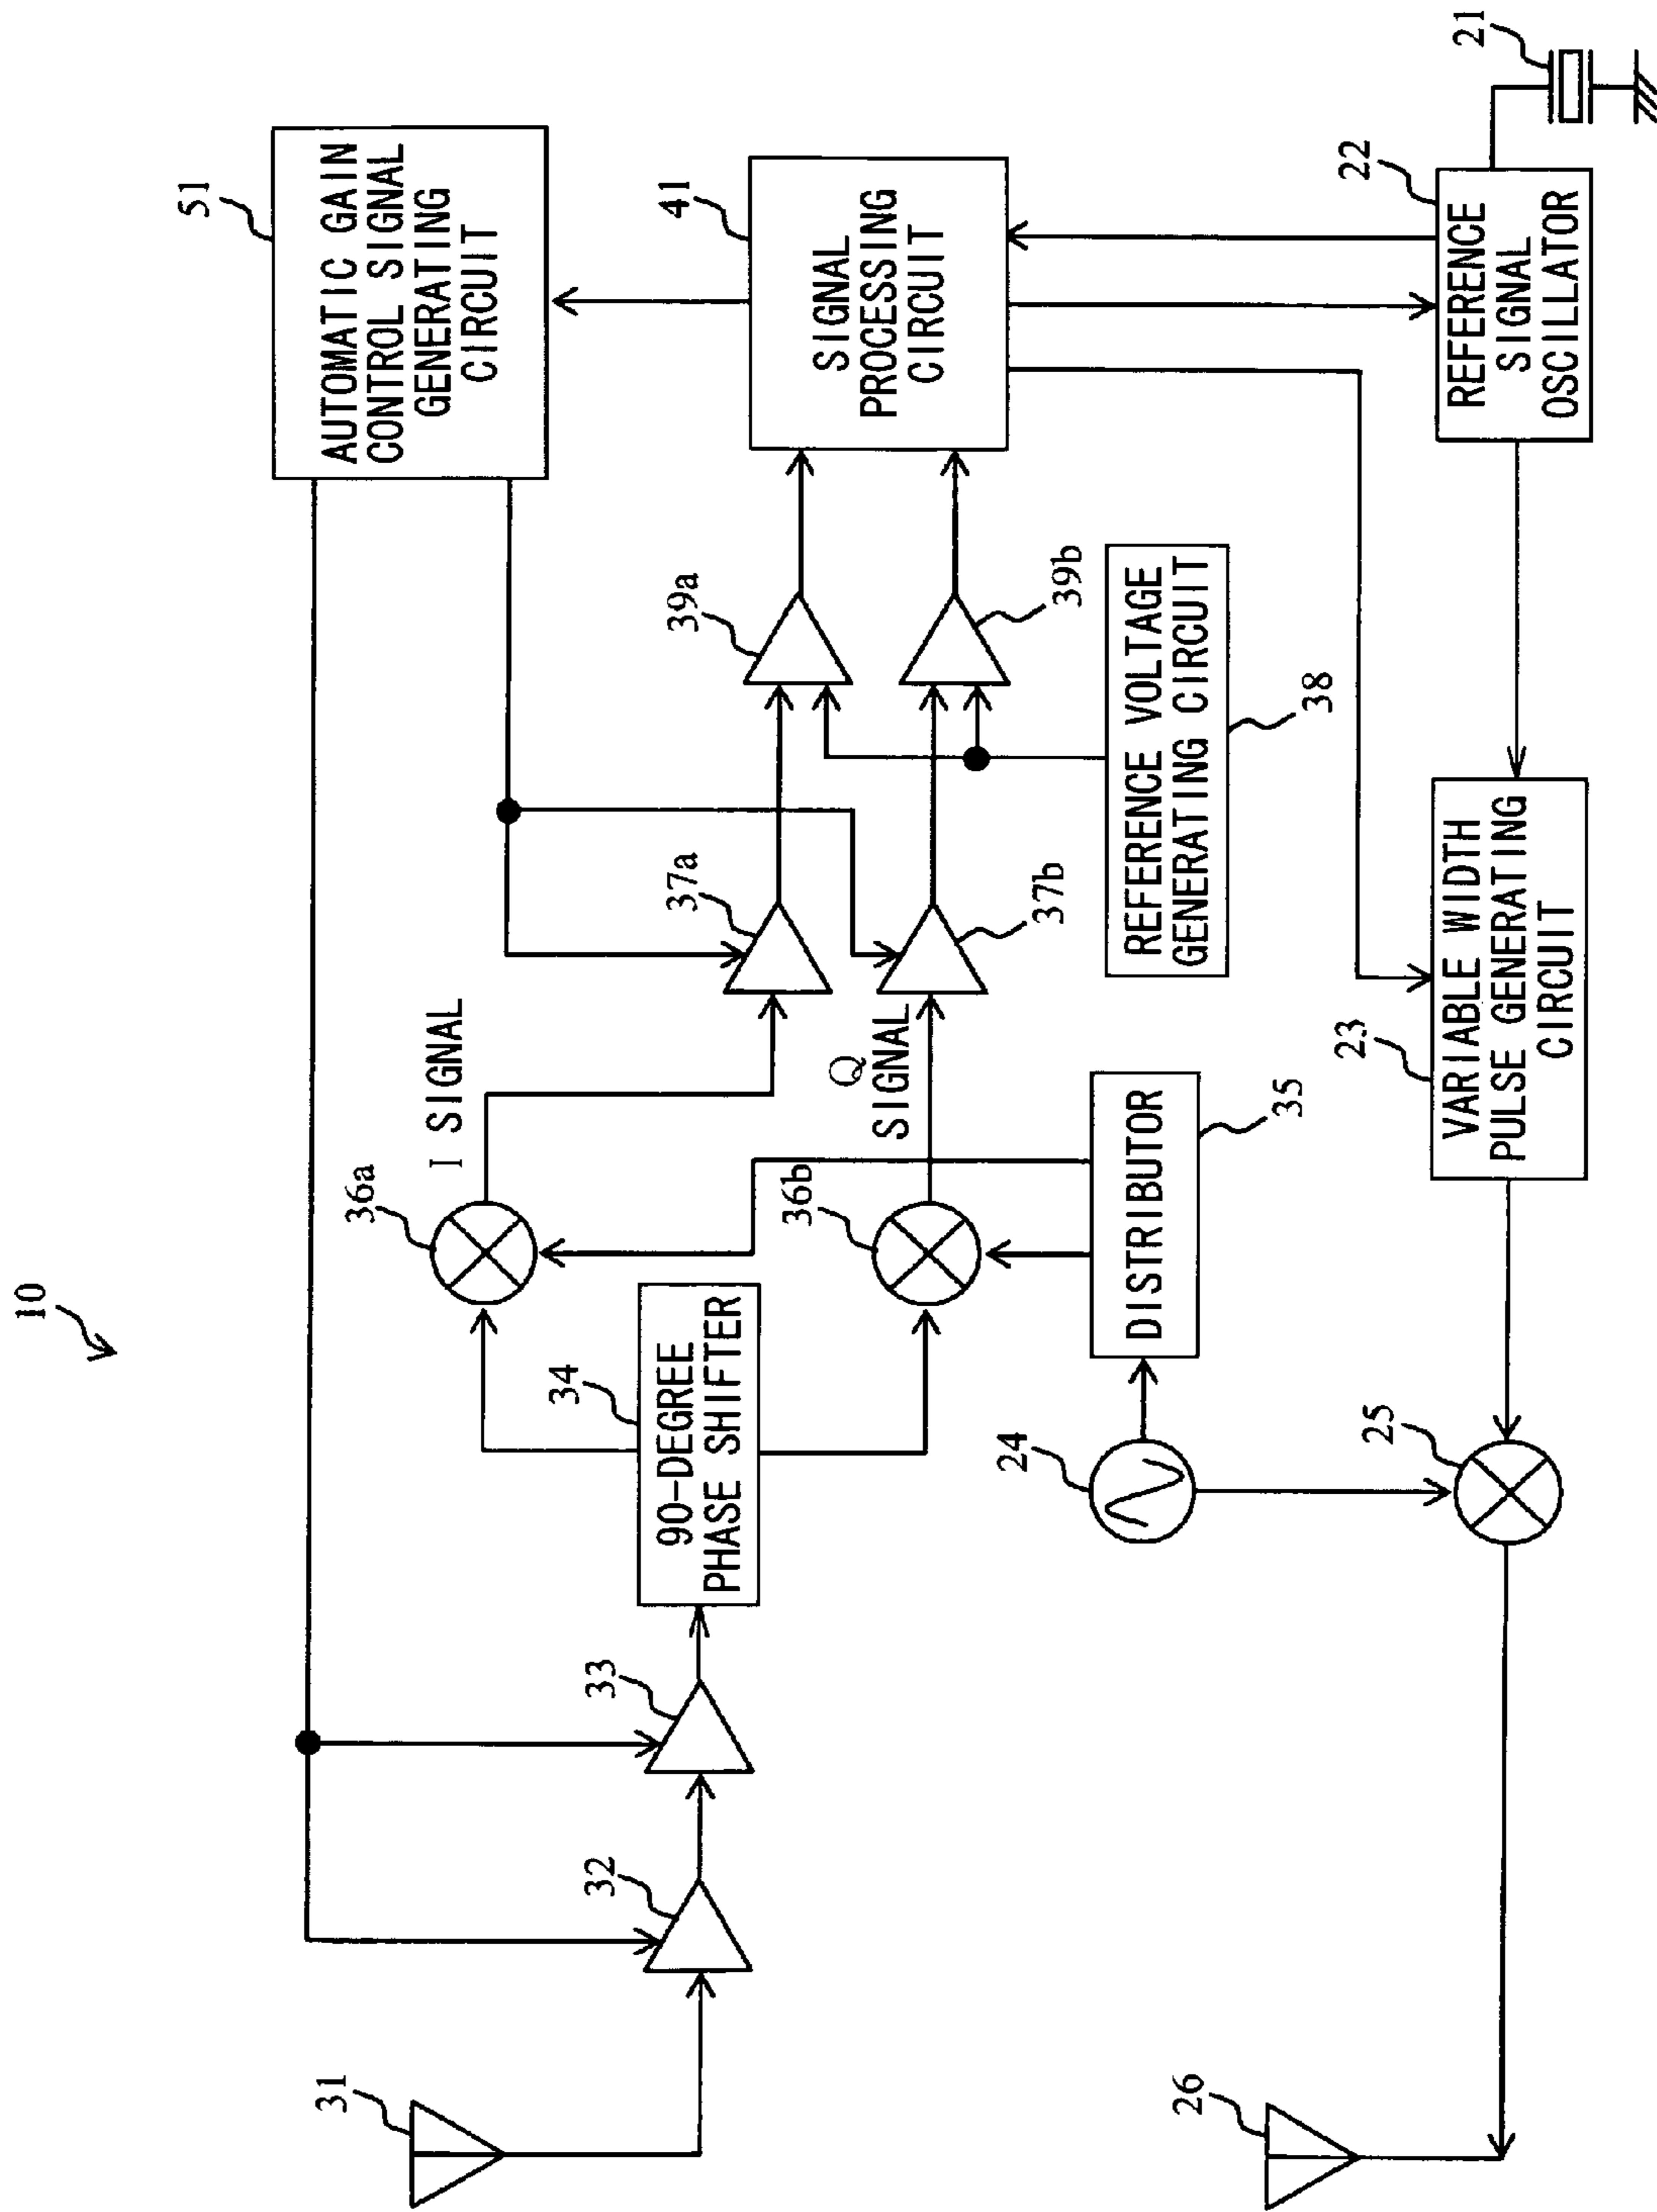 10
51
AUTOMATIC GAIN
CONTROL SIGNAL
GENERATING
CIRCUIT
31
32
33
34
90-DEGREE
PHASE SHIFTER
36a
I SIGNAL
37a
39a
41
SIGNAL
PROCESSING
CIRCUIT
36b
Q
SIGNAL
37b
39b
24
DISTRIBUTOR
35
REFERENCE VOLTAGE
GENERATING CIRCUIT
38
26
25
23
VARIABLE WIDTH
PULSE GENERATING
CIRCUIT
22
REFERENCE
SIGNAL
OSCILLATOR
21